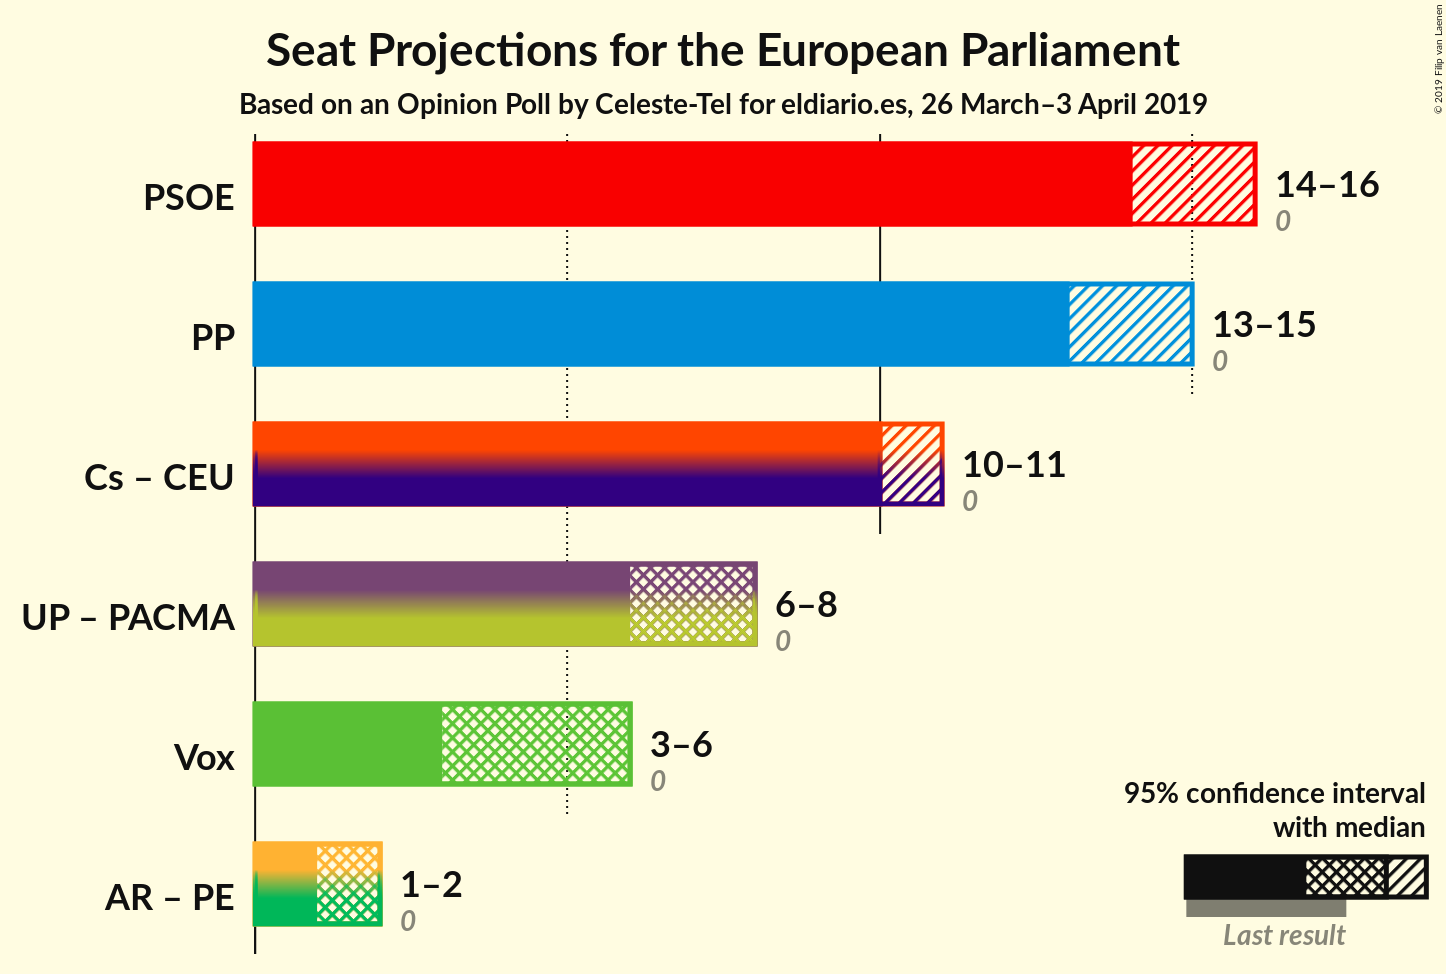 Seat Projections for the European Parliament
Based on an Opinion Poll by Celeste-Tel for eldiario.es, 26 March–3 April 2019
© 2019 Filip van Laenen
PSOE
14–16
0
PP
13–15
0
Cs – CEU
10–11
0
UP – PACMA
6–8
0
Vox
3–6
0
AR – PE
1–2
0
95% confidence interval
with median
Last result